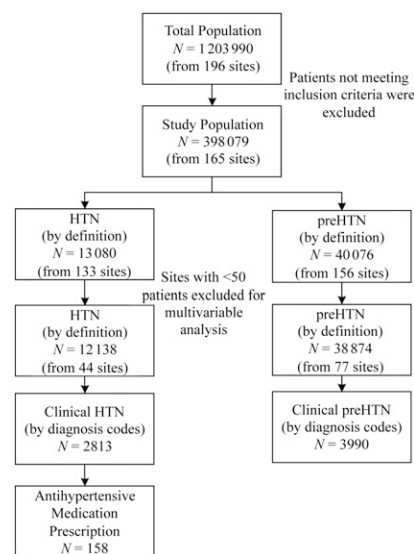 Total Population
N = 1 203 990
(from 196 sites)
Patients not meeting
inclusion criteria were
excluded
Study Population
N = 398 079
(from 165 sites)
HTN
(by definition)
N = 13 080
(from 133 sites)
preHTN
(by definition)
N = 40 076
(from 156 sites)
Sites with <50
patients excluded for
multivariable
analysis
HTN
(by definition)
N = 12 138
(from 44 sites)
preHTN
(by definition)
N = 38 874
(from 77 sites)
Clinical HTN
(by diagnosis codes)
N = 2813
Clinical preHTN
(by diagnosis codes)
N = 3990
Antihypertensive
Medication
Prescription
N = 158